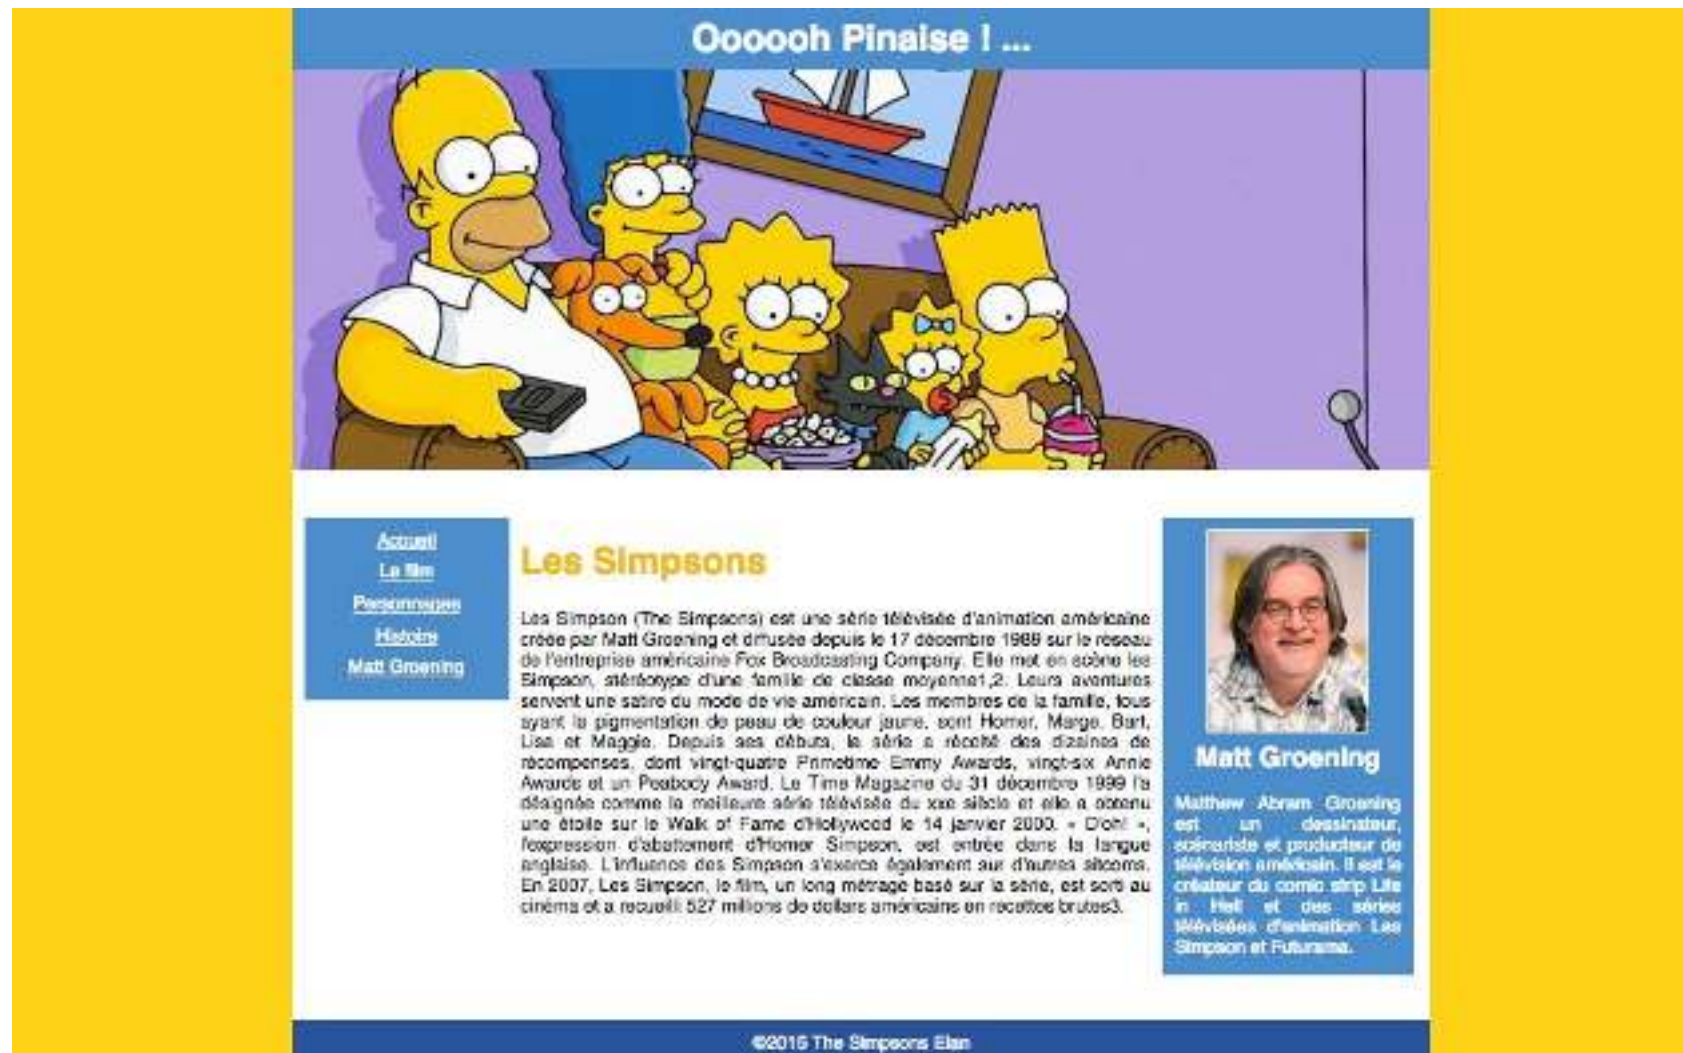 Oooooh Pinaise ! ...
Accueil
Le film
Personnages
Histoire
Matt Groening
Les Simpsons
Les Simpson (The Simpsons) est une série télévisée d'animation américaine
créée par Matt Groening et diffusée depuis le 17 décembre 1989 sur le réseau
de l'entreprise américaine Fox Broadcasting Company. Elle met en scène les
Simpson, stéréotype d'une famille de classe moyenne1,2. Leurs aventures
servent une satire du mode de vie américain. Les membres de la famille, tous
ayant la pigmentation de peau de couleur jaune, sont Homer, Marge, Bart,
Lisa et Maggie. Depuis ses débuts, la série a récolté des dizaines de
récompenses, dont vingt-quatre Primetime Emmy Awards, vingt-six Annie
Awards et un Peabody Award. Le Time Magazine du 31 décembre 1999 l'a
désignée comme la meilleure série télévisée du xxe siècle et elle a obtenu
une étoile sur le Walk of Fame d'Hollywood le 14 janvier 2000. « D'oh! »,
l'expression d'abattement d'Homer Simpson, est entrée dans la langue
anglaise. L'influence des Simpson s'exerce également sur d'autres sitcoms.
En 2007, Les Simpson, le film, un long métrage basé sur la série, est sorti au
cinéma et a recueilli 527 millions de dollars américains en recettes brutes3.
Matt Groening
Matthew Abram Groening
est un dessinateur,
scénariste et producteur de
télévision américain. Il est le
créateur du comic strip Life
in Hell et des séries
télévisées d'animation Les
Simpson et Futurama.
©2015 The Simpsons Elan